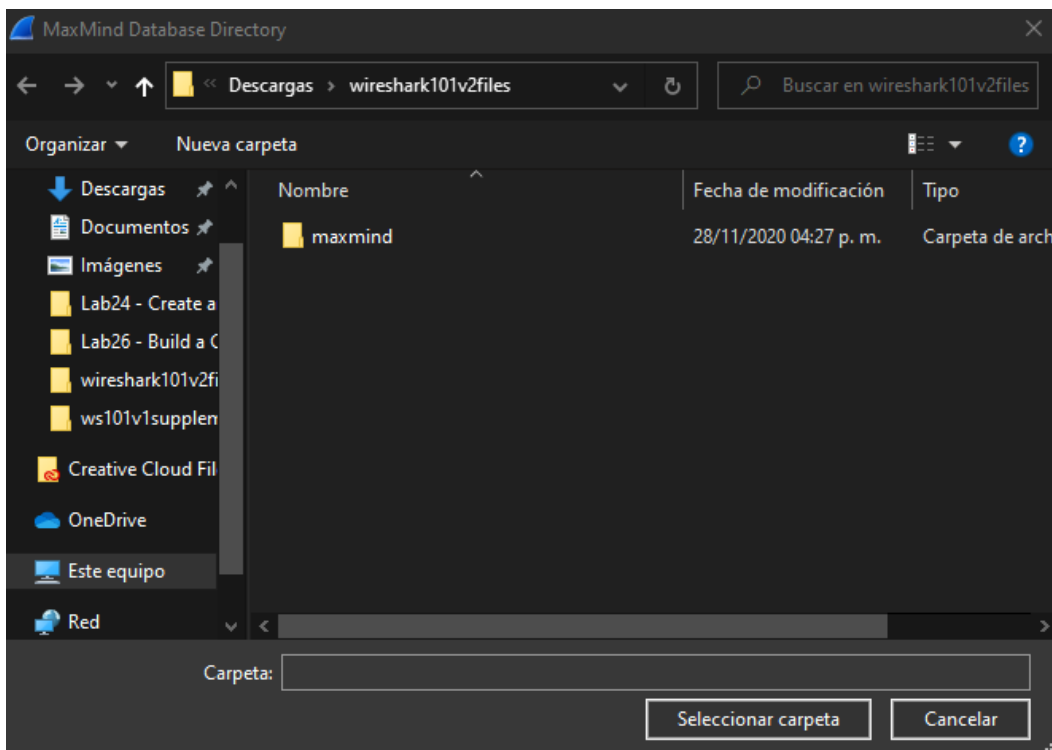 MaxMind Database Directory
« Descargas › wireshark101v2files
Buscar en wireshark101v2files
Organizar Nueva carpeta
Nombre Fecha de modificación Tipo
maxmind 28/11/2020 04:27 p. m. Carpeta de arch
Descargas
Documentos
Imágenes
Lab24 - Create a
Lab26 - Build a C
wireshark101v2fi
ws101v1supplem
Creative Cloud Fil
OneDrive
Este equipo
Red
Carpeta:
Seleccionar carpeta Cancelar